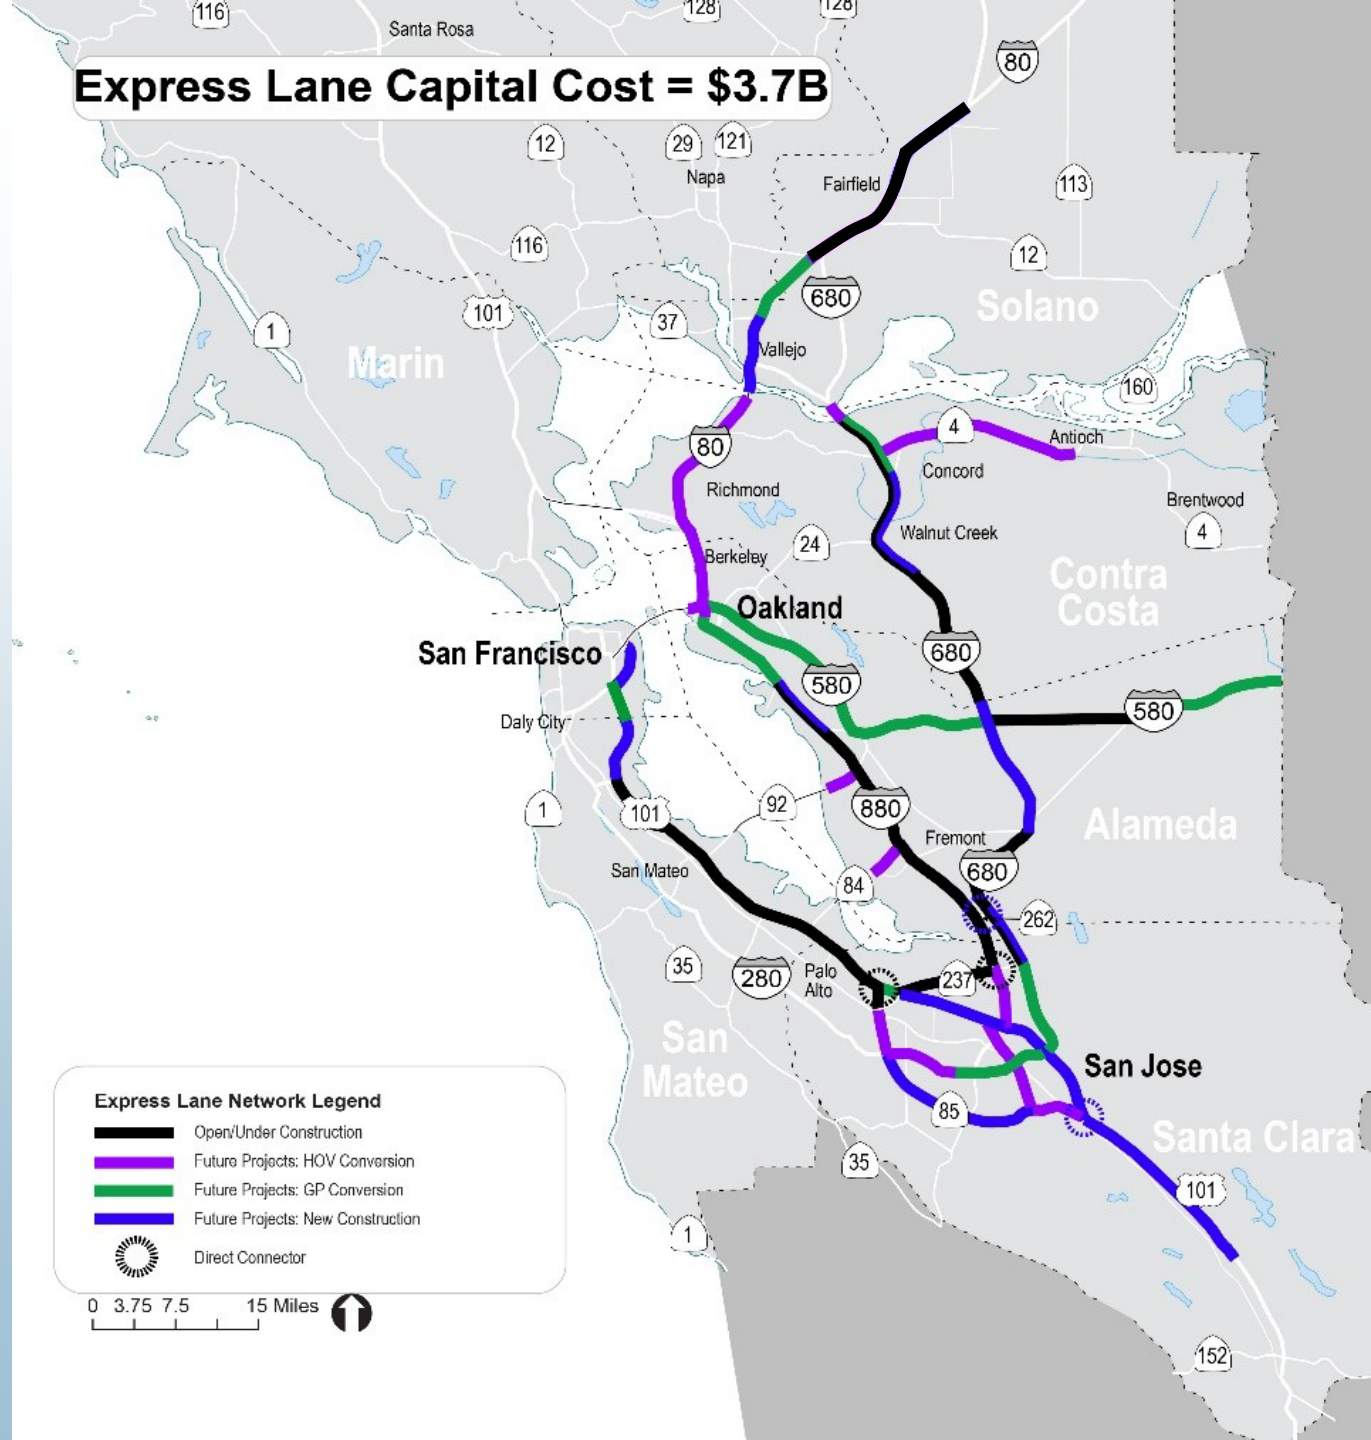 116
128
128
Santa Rosa
80
Express Lane Capital Cost = $3.7B
12
29
121
Napa
Fairfield
113
116
12
680
Solano
101
37
1
Marin
Vallejo
160
4
Antioch
80
Concord
Richmond
Brentwood
4
Walnut Creek
24
Berkeley
Contra
Costa
Oakland
San Francisco
680
580
580
Daly City
92
880
1
101
Alameda
Fremont
San Mateo
680
84
262
35
280
Palo
Alto
237
San
Mateo
San Jose
85
Santa Clara
35
101
1
152
Express Lane Network Legend
Open/Under Construction
Future Projects: HOV Conversion
Future Projects: GP Conversion
Future Projects: New Construction
Direct Connector
0 3.75 7.5 15 Miles